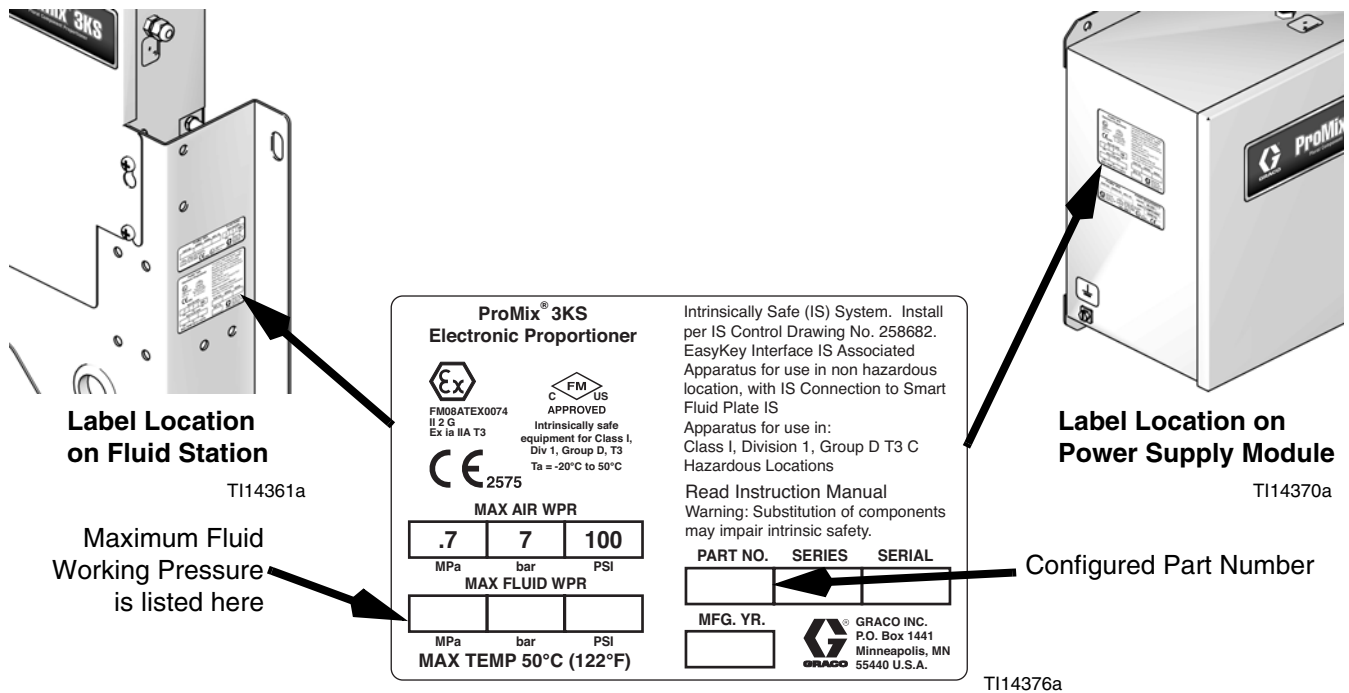 3KS
ProMix
GRACO
Label Location
on Fluid Station
TI14361a
Maximum Fluid
Working Pressure
is listed here
ProMix® 3KS
Electronic Proportioner
Ex
FM08ATEX0074
II 2 G
Ex ia IIA T3
CE 2575
C FM US
APPROVED
Intrinsically safe
equipment for Class I,
Div 1, Group D, T3
Ta = -20°C to 50°C
MAX AIR WPR
.7 7 100
MPa bar PSI
MAX FLUID WPR
MPa bar PSI
MAX TEMP 50°C (122°F)
Intrinsically Safe (IS) System. Install
per IS Control Drawing No. 258682.
EasyKey Interface IS Associated
Apparatus for use in non hazardous
location, with IS Connection to Smart
Fluid Plate IS
Apparatus for use in:
Class I, Division 1, Group D T3 C
Hazardous Locations
Read Instruction Manual
Warning: Substitution of components
may impair intrinsic safety.
PART NO. SERIES SERIAL
MFG. YR.
GRACO
®
GRACO INC.
P.O. Box 1441
Minneapolis, MN
55440 U.S.A.
TI14376a
Label Location on
Power Supply Module
TI14370a
Configured Part Number